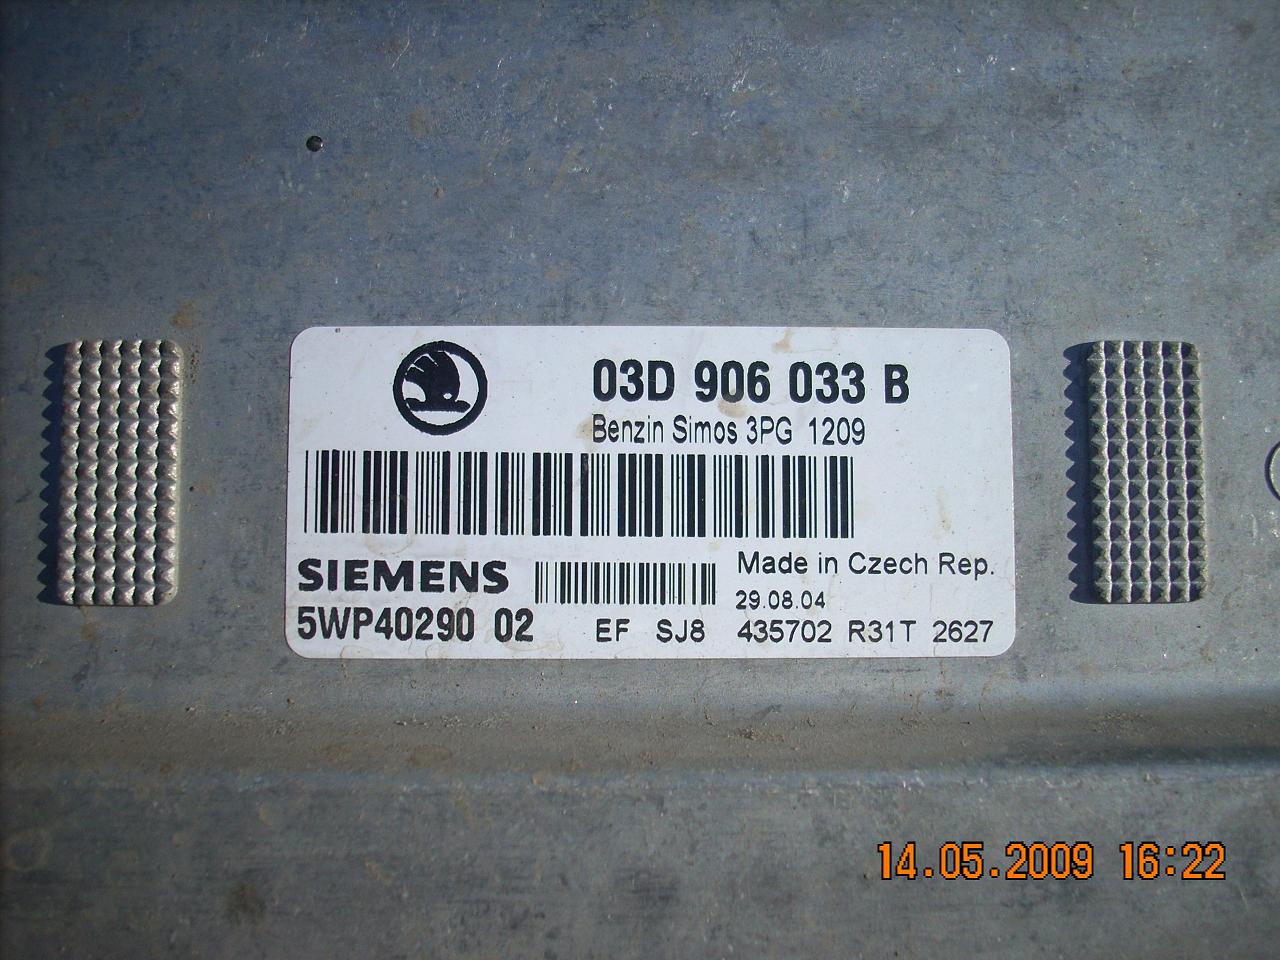 03D 906 033 B
Benzin Simos 3PG 1209
SIEMENS
Made in Czech Rep.
29.08.04
5WP40290 02 EF SJ8 435702 R31T 2627
14.05.2009 16:22